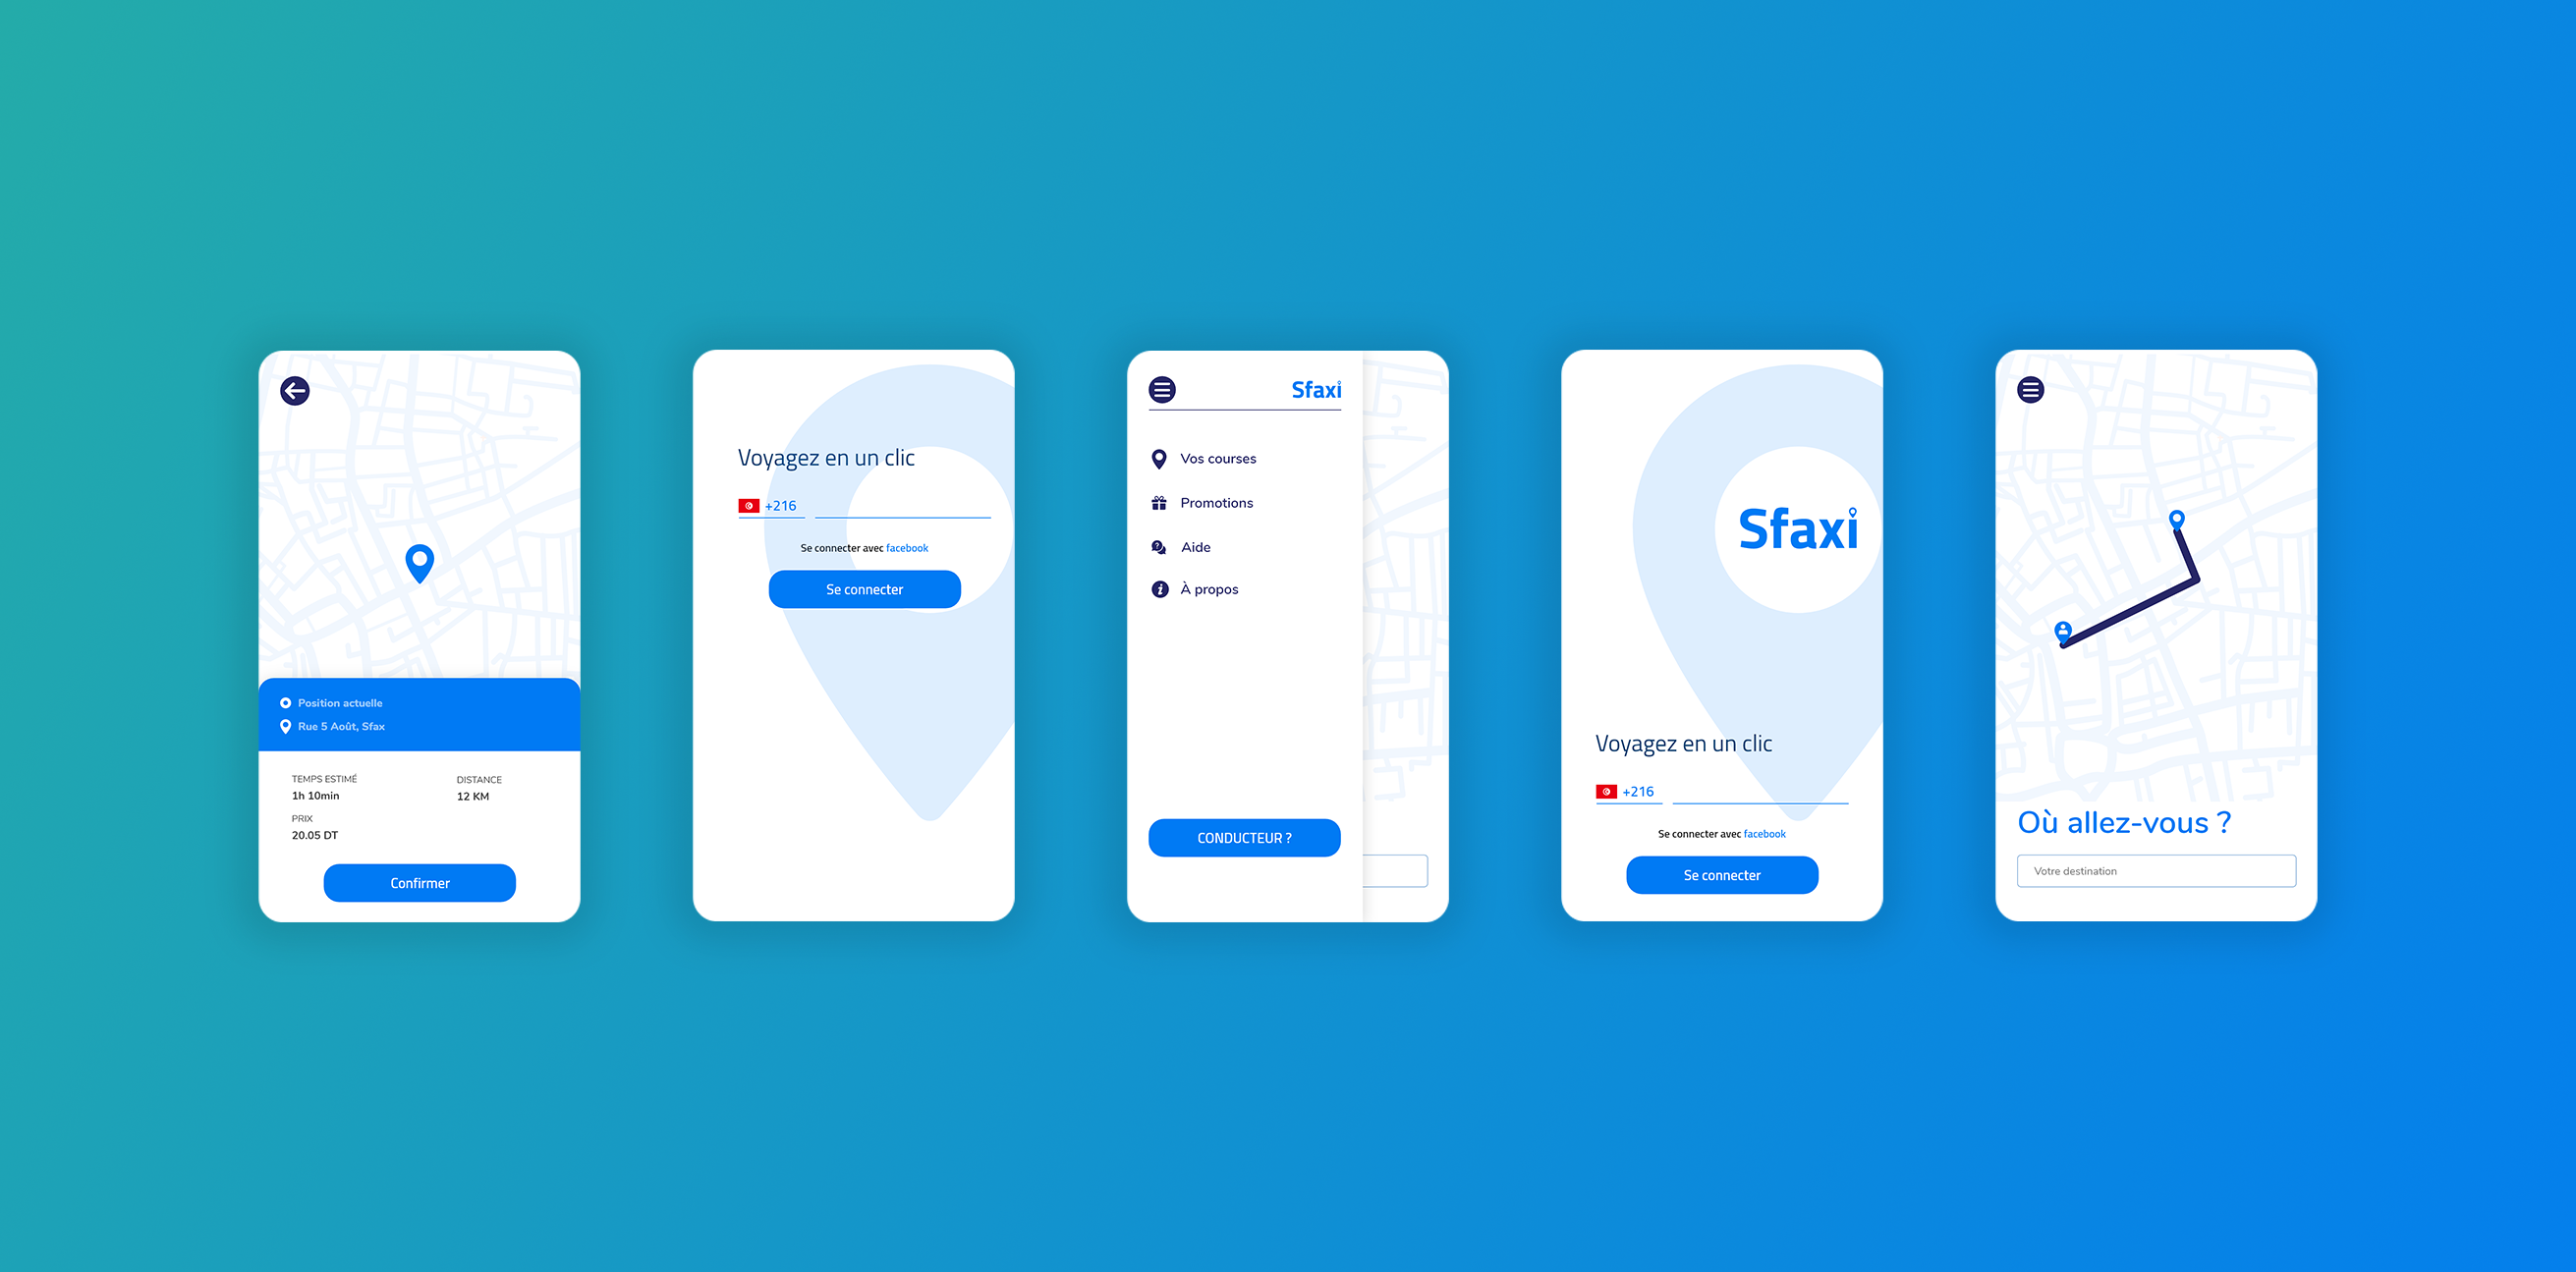 Position actuelle
Rue 5 Août, Sfax
TEMPS ESTIMÉ
1h 10min
DISTANCE
12 KM
PRIX
20.05 DT
Confirmer
Voyagez en un clic
+216
Se connecter avec facebook
Se connecter
Sfaxi
Vos courses
Promotions
Aide
À propos
CONDUCTEUR ?
Sfaxi
Voyagez en un clic
+216
Se connecter avec facebook
Se connecter
Où allez-vous ?
Votre destination